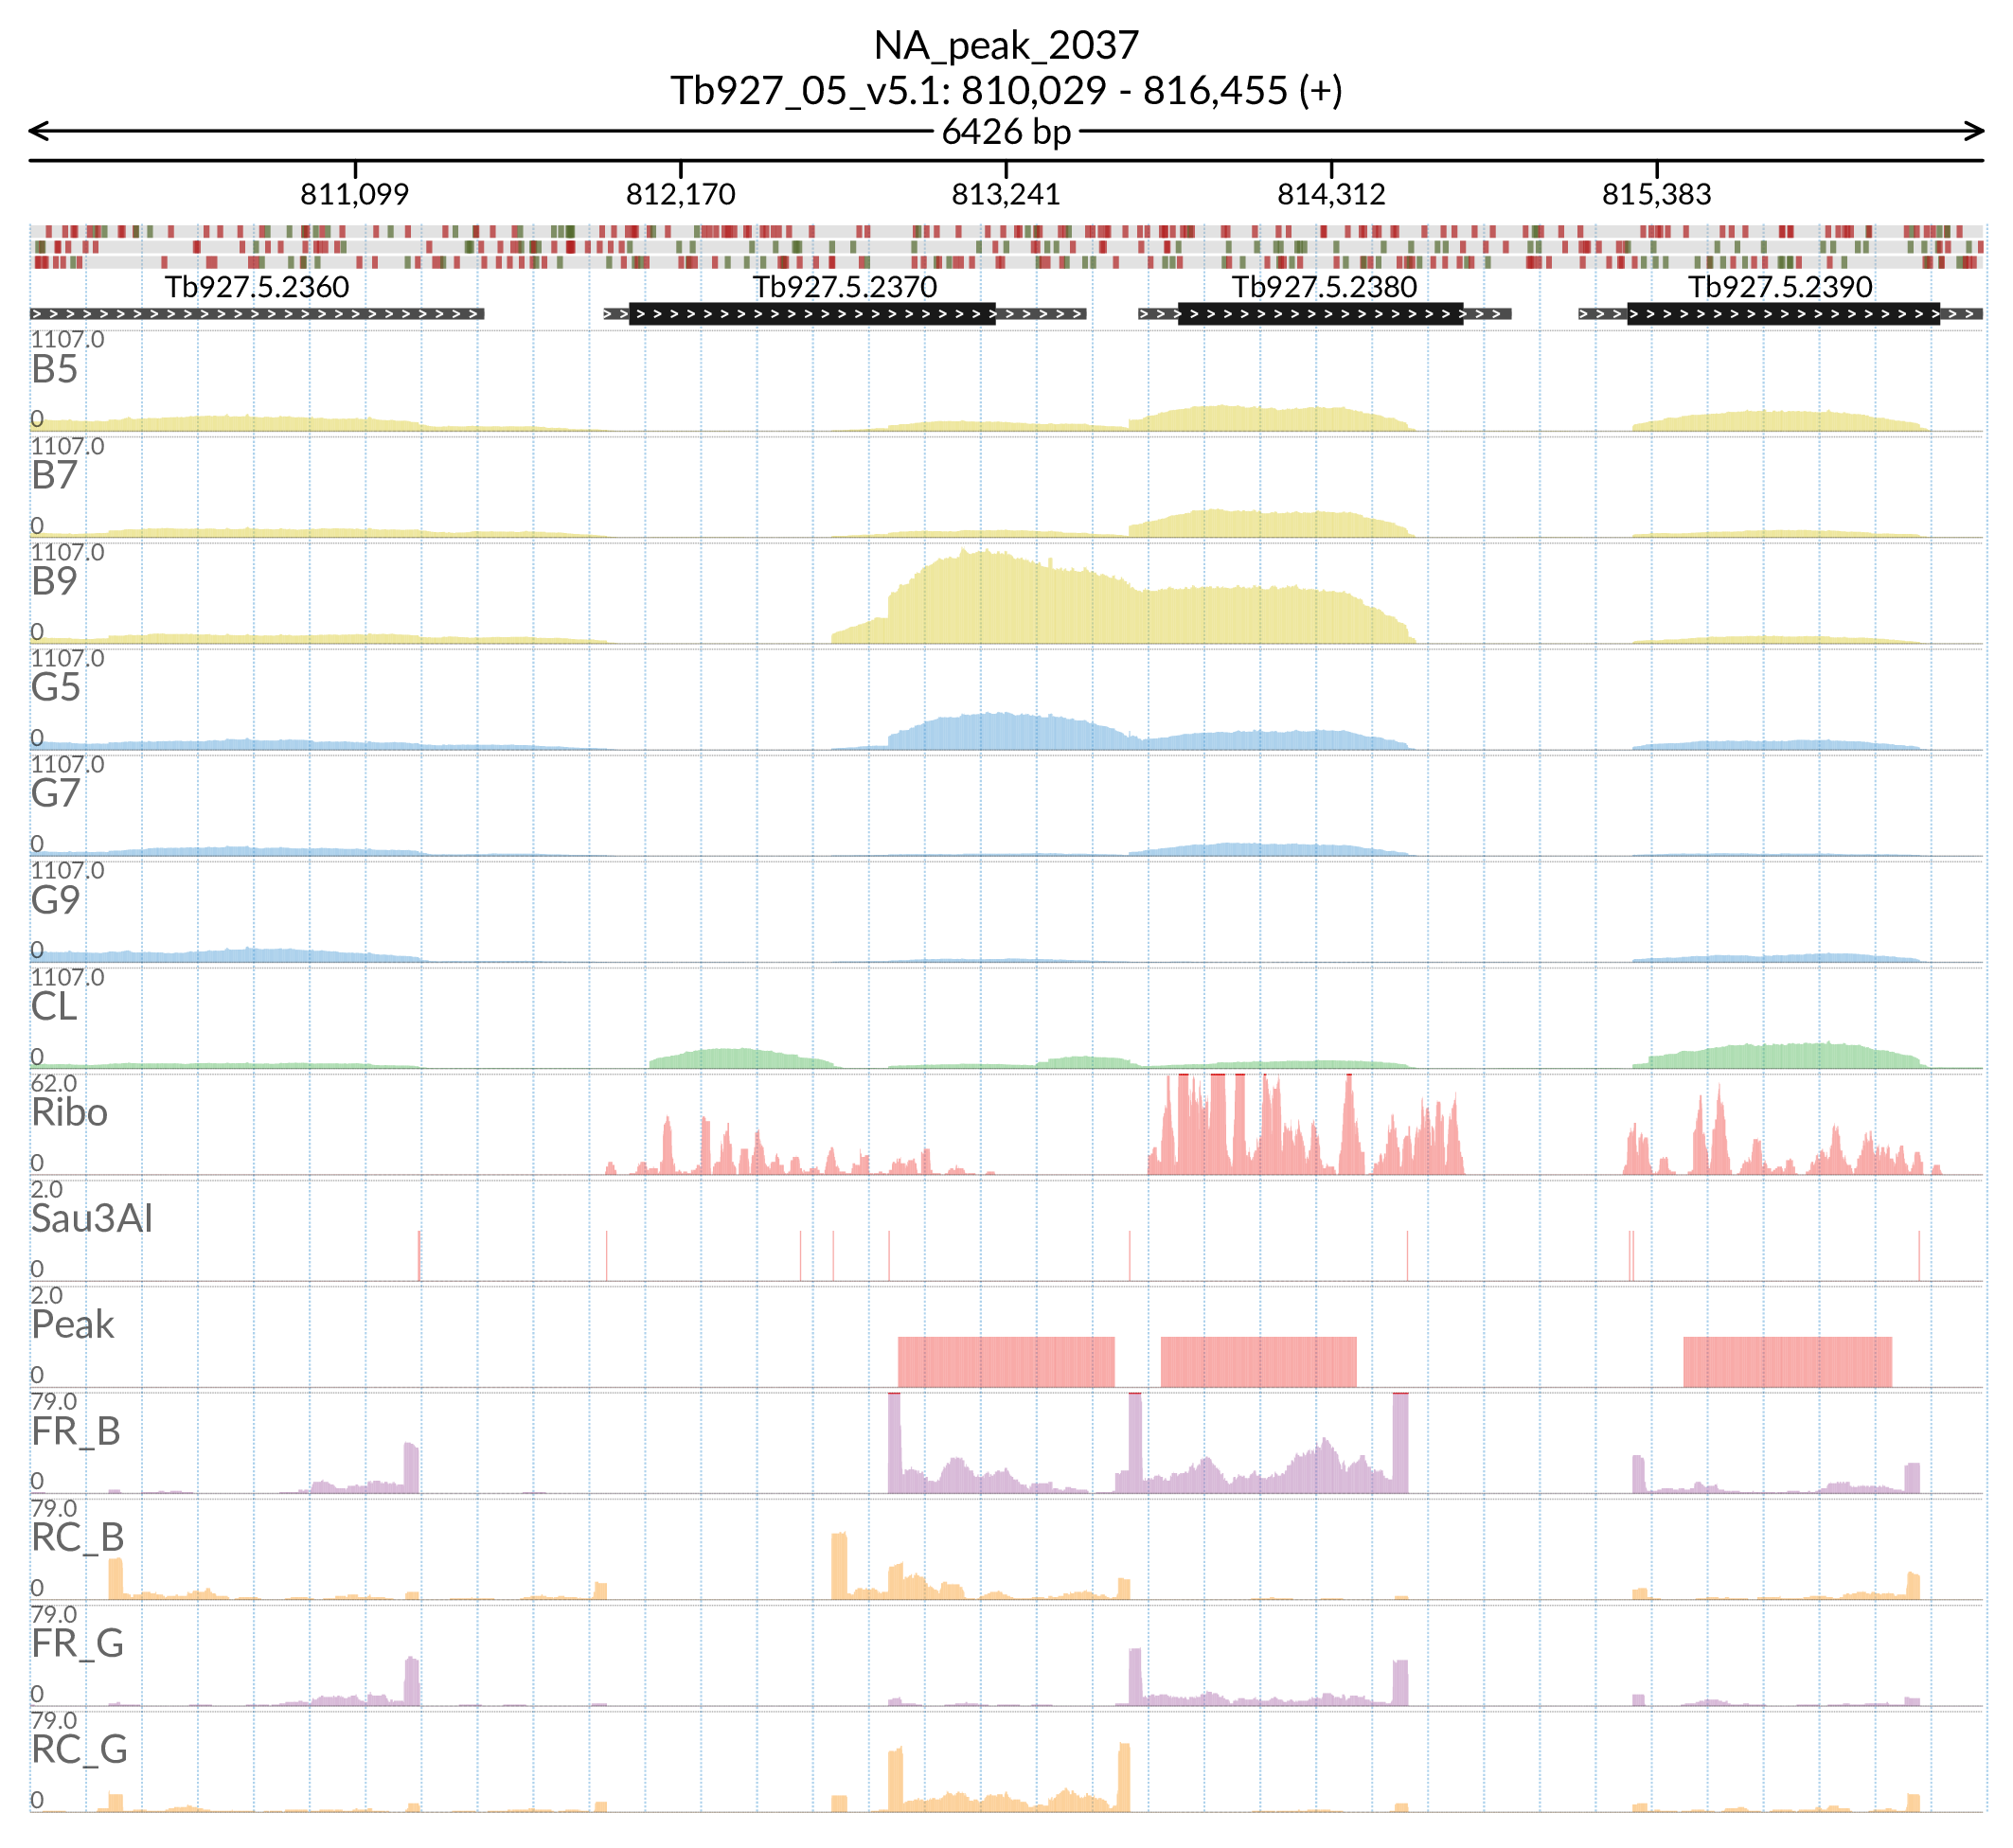 NA_peak_2037
Tb927_05_v5.1: 810,029 - 816,455 (+)
6426 bp
811,099 812,170 813,241 814,312 815,383
Tb927.5.2360 Tb927.5.2370 Tb927.5.2380 Tb927.5.2390
1107.0
B5
0
1107.0
B7
0
1107.0
B9
0
1107.0
G5
0
1107.0
G7
0
1107.0
G9
0
1107.0
CL
0
62.0
Ribo
0
2.0
Sau3AI
0
2.0
Peak
0
79.0
FR_B
0
79.0
RC_B
0
79.0
FR_G
0
79.0
RC_G
0